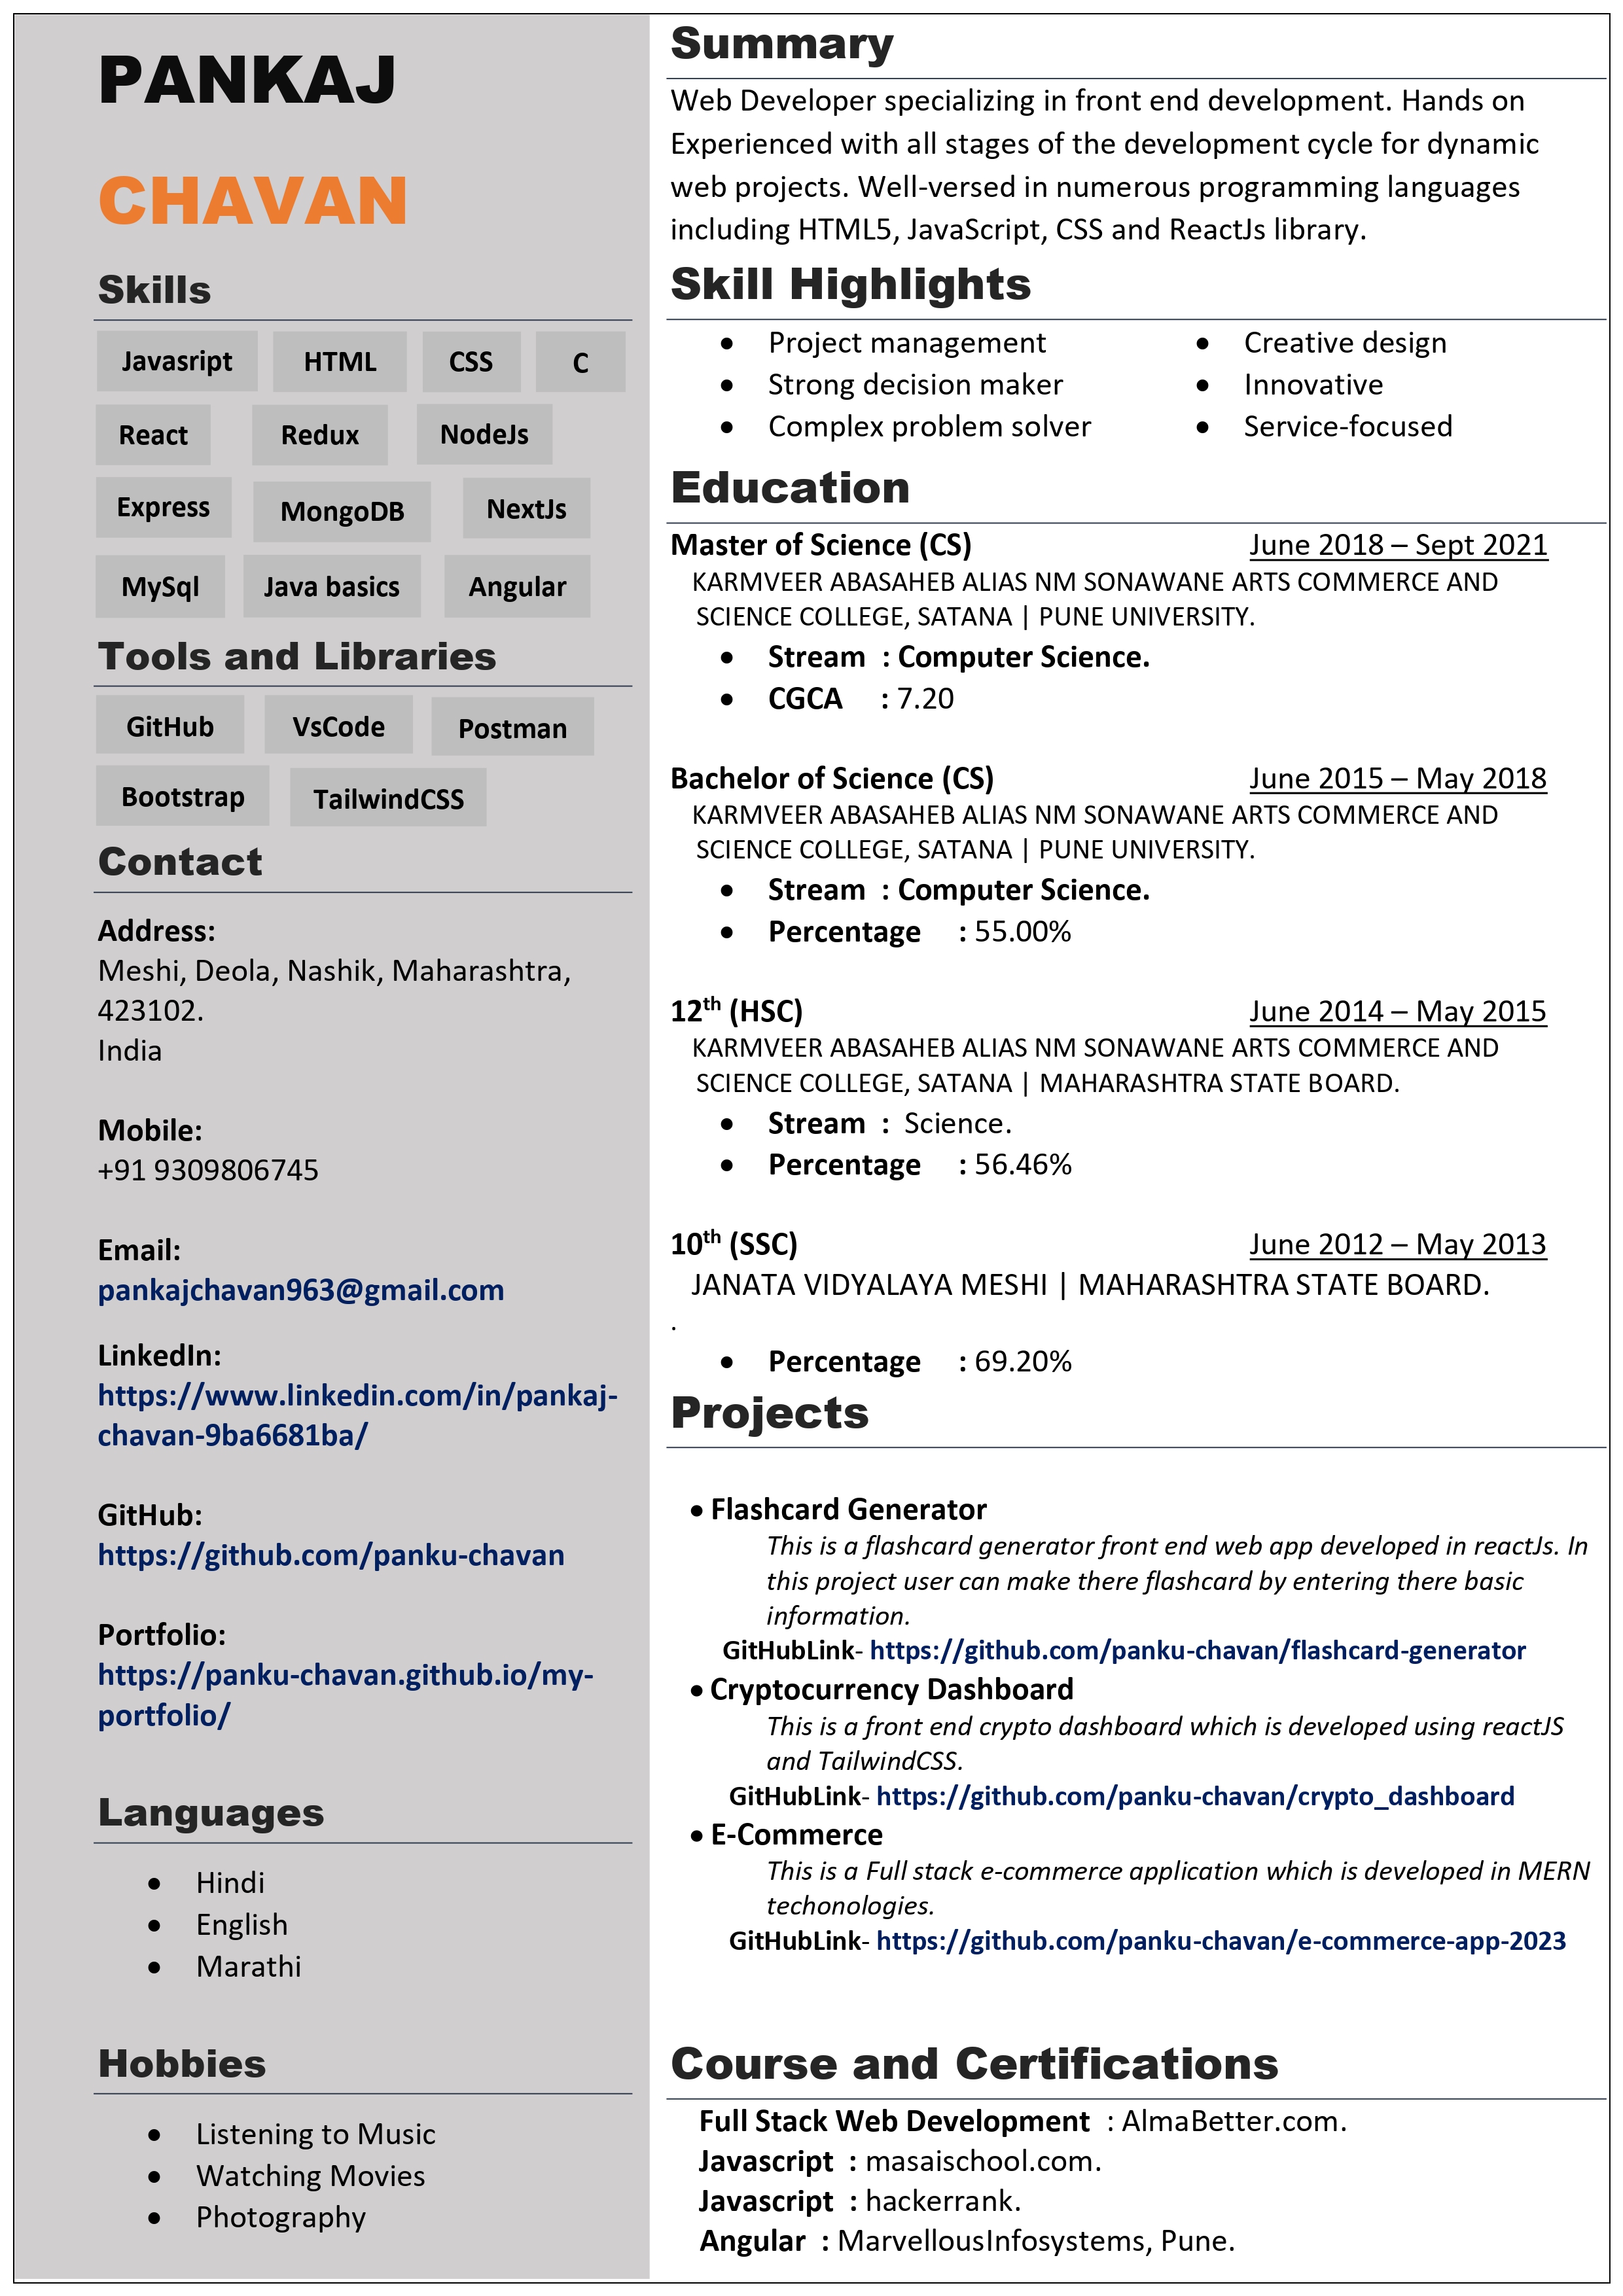 PANKAJ
CHAVAN
Skills
Javasript HTML CSS C
React Redux NodeJs
Express MongoDB NextJs
MySql Java basics Angular
Tools and Libraries
GitHub VsCode Postman
Bootstrap TailwindCSS
Contact
Address:
Meshi, Deola, Nashik, Maharashtra,
423102.
India
Mobile:
+91 9309806745
Email:
pankajchavan963@gmail.com
LinkedIn:
https://www.linkedin.com/in/pankaj-
chavan-9ba6681ba/
GitHub:
https://github.com/panku-chavan
Portfolio:
https://panku-chavan.github.io/my-
portfolio/
Languages
• Hindi
• English
• Marathi
Hobbies
• Listening to Music
• Watching Movies
• Photography
Summary
Web Developer specializing in front end development. Hands on
Experienced with all stages of the development cycle for dynamic
web projects. Well-versed in numerous programming languages
including HTML5, JavaScript, CSS and ReactJs library.
Skill Highlights
• Project management
• Strong decision maker
• Complex problem solver
• Creative design
• Innovative
• Service-focused
Education
Master of Science (CS) June 2018 – Sept 2021
KARMVEER ABASAHEB ALIAS NM SONAWANE ARTS COMMERCE AND
SCIENCE COLLEGE, SATANA | PUNE UNIVERSITY.
• Stream : Computer Science.
• CGCA : 7.20
Bachelor of Science (CS) June 2015 – May 2018
KARMVEER ABASAHEB ALIAS NM SONAWANE ARTS COMMERCE AND
SCIENCE COLLEGE, SATANA | PUNE UNIVERSITY.
• Stream : Computer Science.
• Percentage : 55.00%
12th (HSC) June 2014 – May 2015
KARMVEER ABASAHEB ALIAS NM SONAWANE ARTS COMMERCE AND
SCIENCE COLLEGE, SATANA | MAHARASHTRA STATE BOARD.
• Stream : Science.
• Percentage : 56.46%
10th (SSC) June 2012 – May 2013
JANATA VIDYALAYA MESHI | MAHARASHTRA STATE BOARD.
.
• Percentage : 69.20%
Projects
• Flashcard Generator
This is a flashcard generator front end web app developed in reactJs. In
this project user can make there flashcard by entering there basic
information.
GitHubLink- https://github.com/panku-chavan/flashcard-generator
• Cryptocurrency Dashboard
This is a front end crypto dashboard which is developed using reactJS
and TailwindCSS.
GitHubLink- https://github.com/panku-chavan/crypto_dashboard
• E-Commerce
This is a Full stack e-commerce application which is developed in MERN
techonologies.
GitHubLink- https://github.com/panku-chavan/e-commerce-app-2023
Course and Certifications
Full Stack Web Development : AlmaBetter.com.
Javascript : masaischool.com.
Javascript : hackerrank.
Angular : MarvellousInfosystems, Pune.